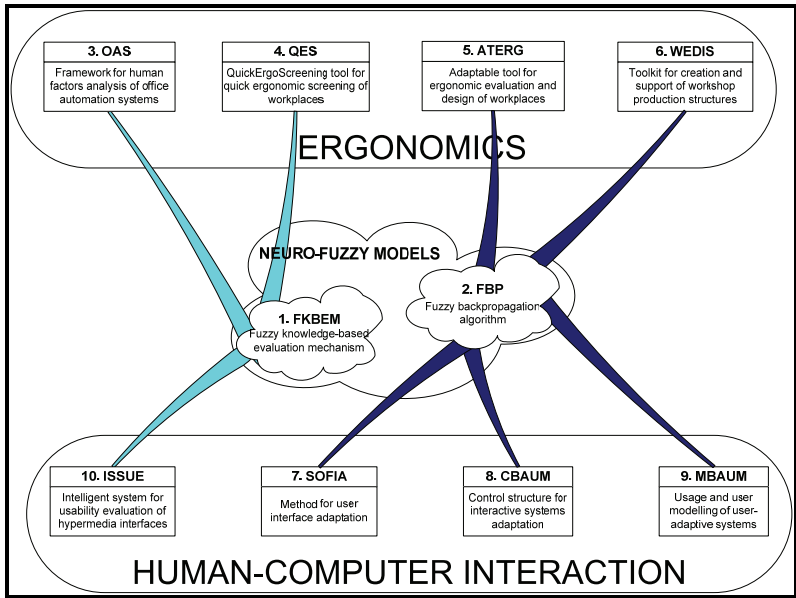 3. OAS
Framework for human
factors analysis of office
automation systems
4. QES
QuickErgoScreening tool for
quick ergonomic screening of
workplaces
5. ATERG
Adaptable tool for
ergonomic evaluation and
design of workplaces
6. WEDIS
Toolkit for creation and
support of workshop
production structures
ERGONOMICS
NEURO-FUZZY MODELS
1. FKBEM
Fuzzy knowledge-based
evaluation mechanism
2. FBP
Fuzzy backpropagation
algorithm
10. ISSUE
Intelligent system for
usability evaluation of
hypermedia interfaces
7. SOFIA
Method for user
interface adaptation
8. CBAUM
Control structure for
interactive systems
adaptation
9. MBAUM
Usage and user
modelling of user-
adaptive systems
HUMAN-COMPUTER INTERACTION